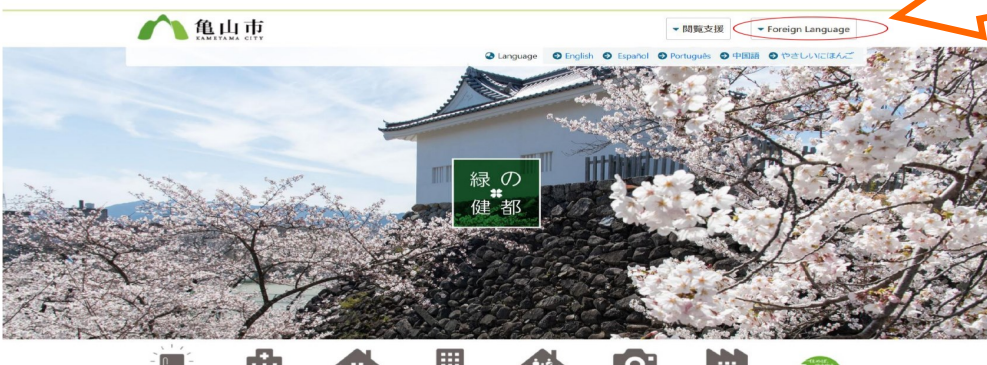 亀山市
KAMEYAMA CITY
閲覧支援
Foreign Language
Language English Español Português 中国語 やさしいにほんご
緑の
健都